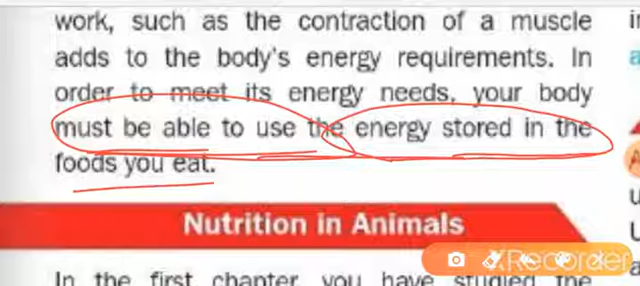 work, such as the contraction of a muscle
adds to the body's energy requirements. In
order to meet its energy needs, your body
must be able to use the energy stored in the
foods you eat.
Nutrition in Animals
XRecorder
In the first chapter, you have studied the